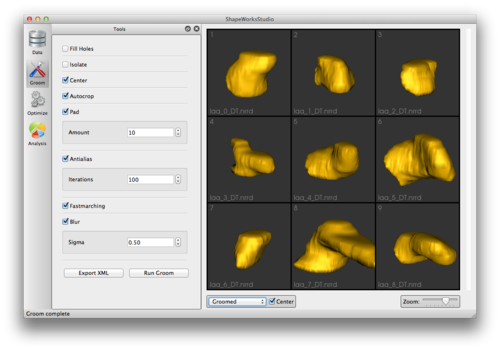 ShapeWorksStudio
Tools
Data
Groom
Optimize
Analysis
Fill Holes
Isolate
Center
Autocrop
Pad
Amount 10
Antialias
Iterations 100
Fastmarching
Blur
Sigma 0.50
Export XML Run Groom
1 2 3
laa_0_DT.nrrd laa_1_DT.nrrd laa_2_DT.nrrd
4 5 6
laa_3_DT.nrrd laa_4_DT.nrrd laa_5_DT.nrrd
7 8 9
laa_6_DT.nrrd laa_7_DT.nrrd laa_8_DT.nrrd
Groomed Center Zoom:
Groom complete